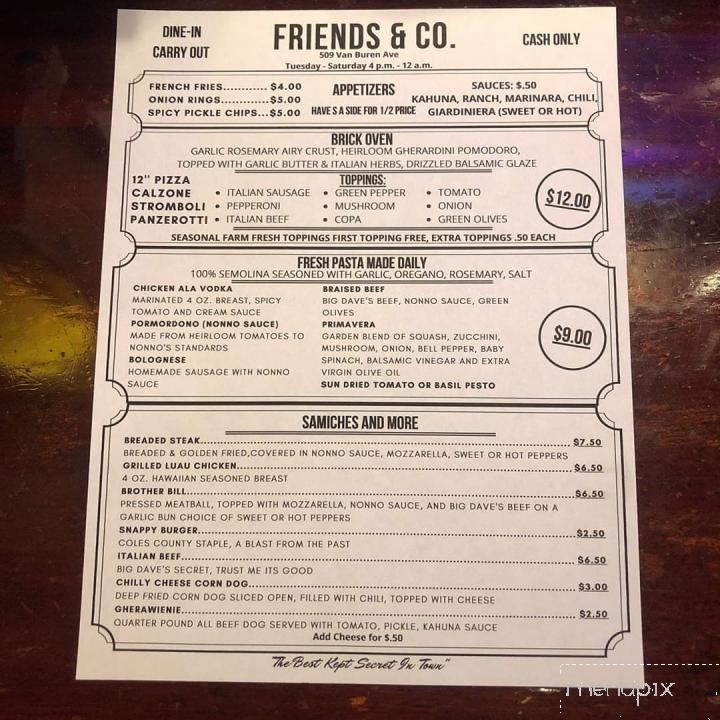 DINE-IN
CARRY OUT
FRIENDS & CO.
509 Van Buren Ave
Tuesday - Saturday 4 p.m. - 12 a.m.
CASH ONLY
FRENCH FRIES............ $4.00
ONION RINGS..............$5.00
SPICY PICKLE CHIPS...$5.00
APPETIZERS
HAVE S A SIDE FOR 1/2 PRICE
SAUCES: $.50
KAHUNA, RANCH, MARINARA, CHILI,
GIARDINIERA (SWEET OR HOT)
BRICK OVEN
GARLIC ROSEMARY AIRY CRUST, HEIRLOOM GHERARDINI POMODORO,
TOPPED WITH GARLIC BUTTER & ITALIAN HERBS, DRIZZLED BALSAMIC GLAZE
12" PIZZA
CALZONE
STROMBOLI
PANZEROTTI
TOPPINGS:
• ITALIAN SAUSAGE • GREEN PEPPER • TOMATO
• PEPPERONI • MUSHROOM • ONION
• ITALIAN BEEF • COPA • GREEN OLIVES
$12.00
SEASONAL FARM FRESH TOPPINGS FIRST TOPPING FREE, EXTRA TOPPINGS .50 EACH
FRESH PASTA MADE DAILY
100% SEMOLINA SEASONED WITH GARLIC, OREGANO, ROSEMARY, SALT
CHICKEN ALA VODKA
MARINATED 4 OZ. BREAST, SPICY
TOMATO AND CREAM SAUCE
PORMORDONO (NONNO SAUCE)
MADE FROM HEIRLOOM TOMATOES TO
NONNO'S STANDARDS
BOLOGNESE
HOMEMADE SAUSAGE WITH NONNO
SAUCE
BRAISED BEEF
BIG DAVE'S BEEF, NONNO SAUCE, GREEN
OLIVES
PRIMAVERA
GARDEN BLEND OF SQUASH, ZUCCHINI,
MUSHROOM, ONION, BELL PEPPER, BABY
SPINACH, BALSAMIC VINEGAR AND EXTRA
VIRGIN OLIVE OIL
SUN DRIED TOMATO OR BASIL PESTO
$9.00
SAMICHES AND MORE
BREADED STEAK..........$7.50
BREADED & GOLDEN FRIED,COVERED IN NONNO SAUCE, MOZZARELLA, SWEET OR HOT PEPPERS
GRILLED LUAU CHICKEN..........$6.50
4 OZ. HAWAIIAN SEASONED BREAST
BROTHER BILL..........$6.50
PRESSED MEATBALL, TOPPED WITH MOZZARELLA, NONNO SAUCE, AND BIG DAVE'S BEEF ON A
GARLIC BUN CHOICE OF SWEET OR HOT PEPPERS
SNAPPY BURGER..........$2.50
COLES COUNTY STAPLE, A BLAST FROM THE PAST
ITALIAN BEEF..........$6.50
BIG DAVE'S SECRET, TRUST ME ITS GOOD
CHILLY CHEESE CORN DOG..........$3.00
DEEP FRIED CORN DOG SLICED OPEN, FILLED WITH CHILI, TOPPED WITH CHEESE
GHERAWIENIE..........$2.50
QUARTER POUND ALL BEEF DOG SERVED WITH TOMATO, PICKLE, KAHUNA SAUCE
Add Cheese for $.50
"The Best Kept Secret In Town"
menupix